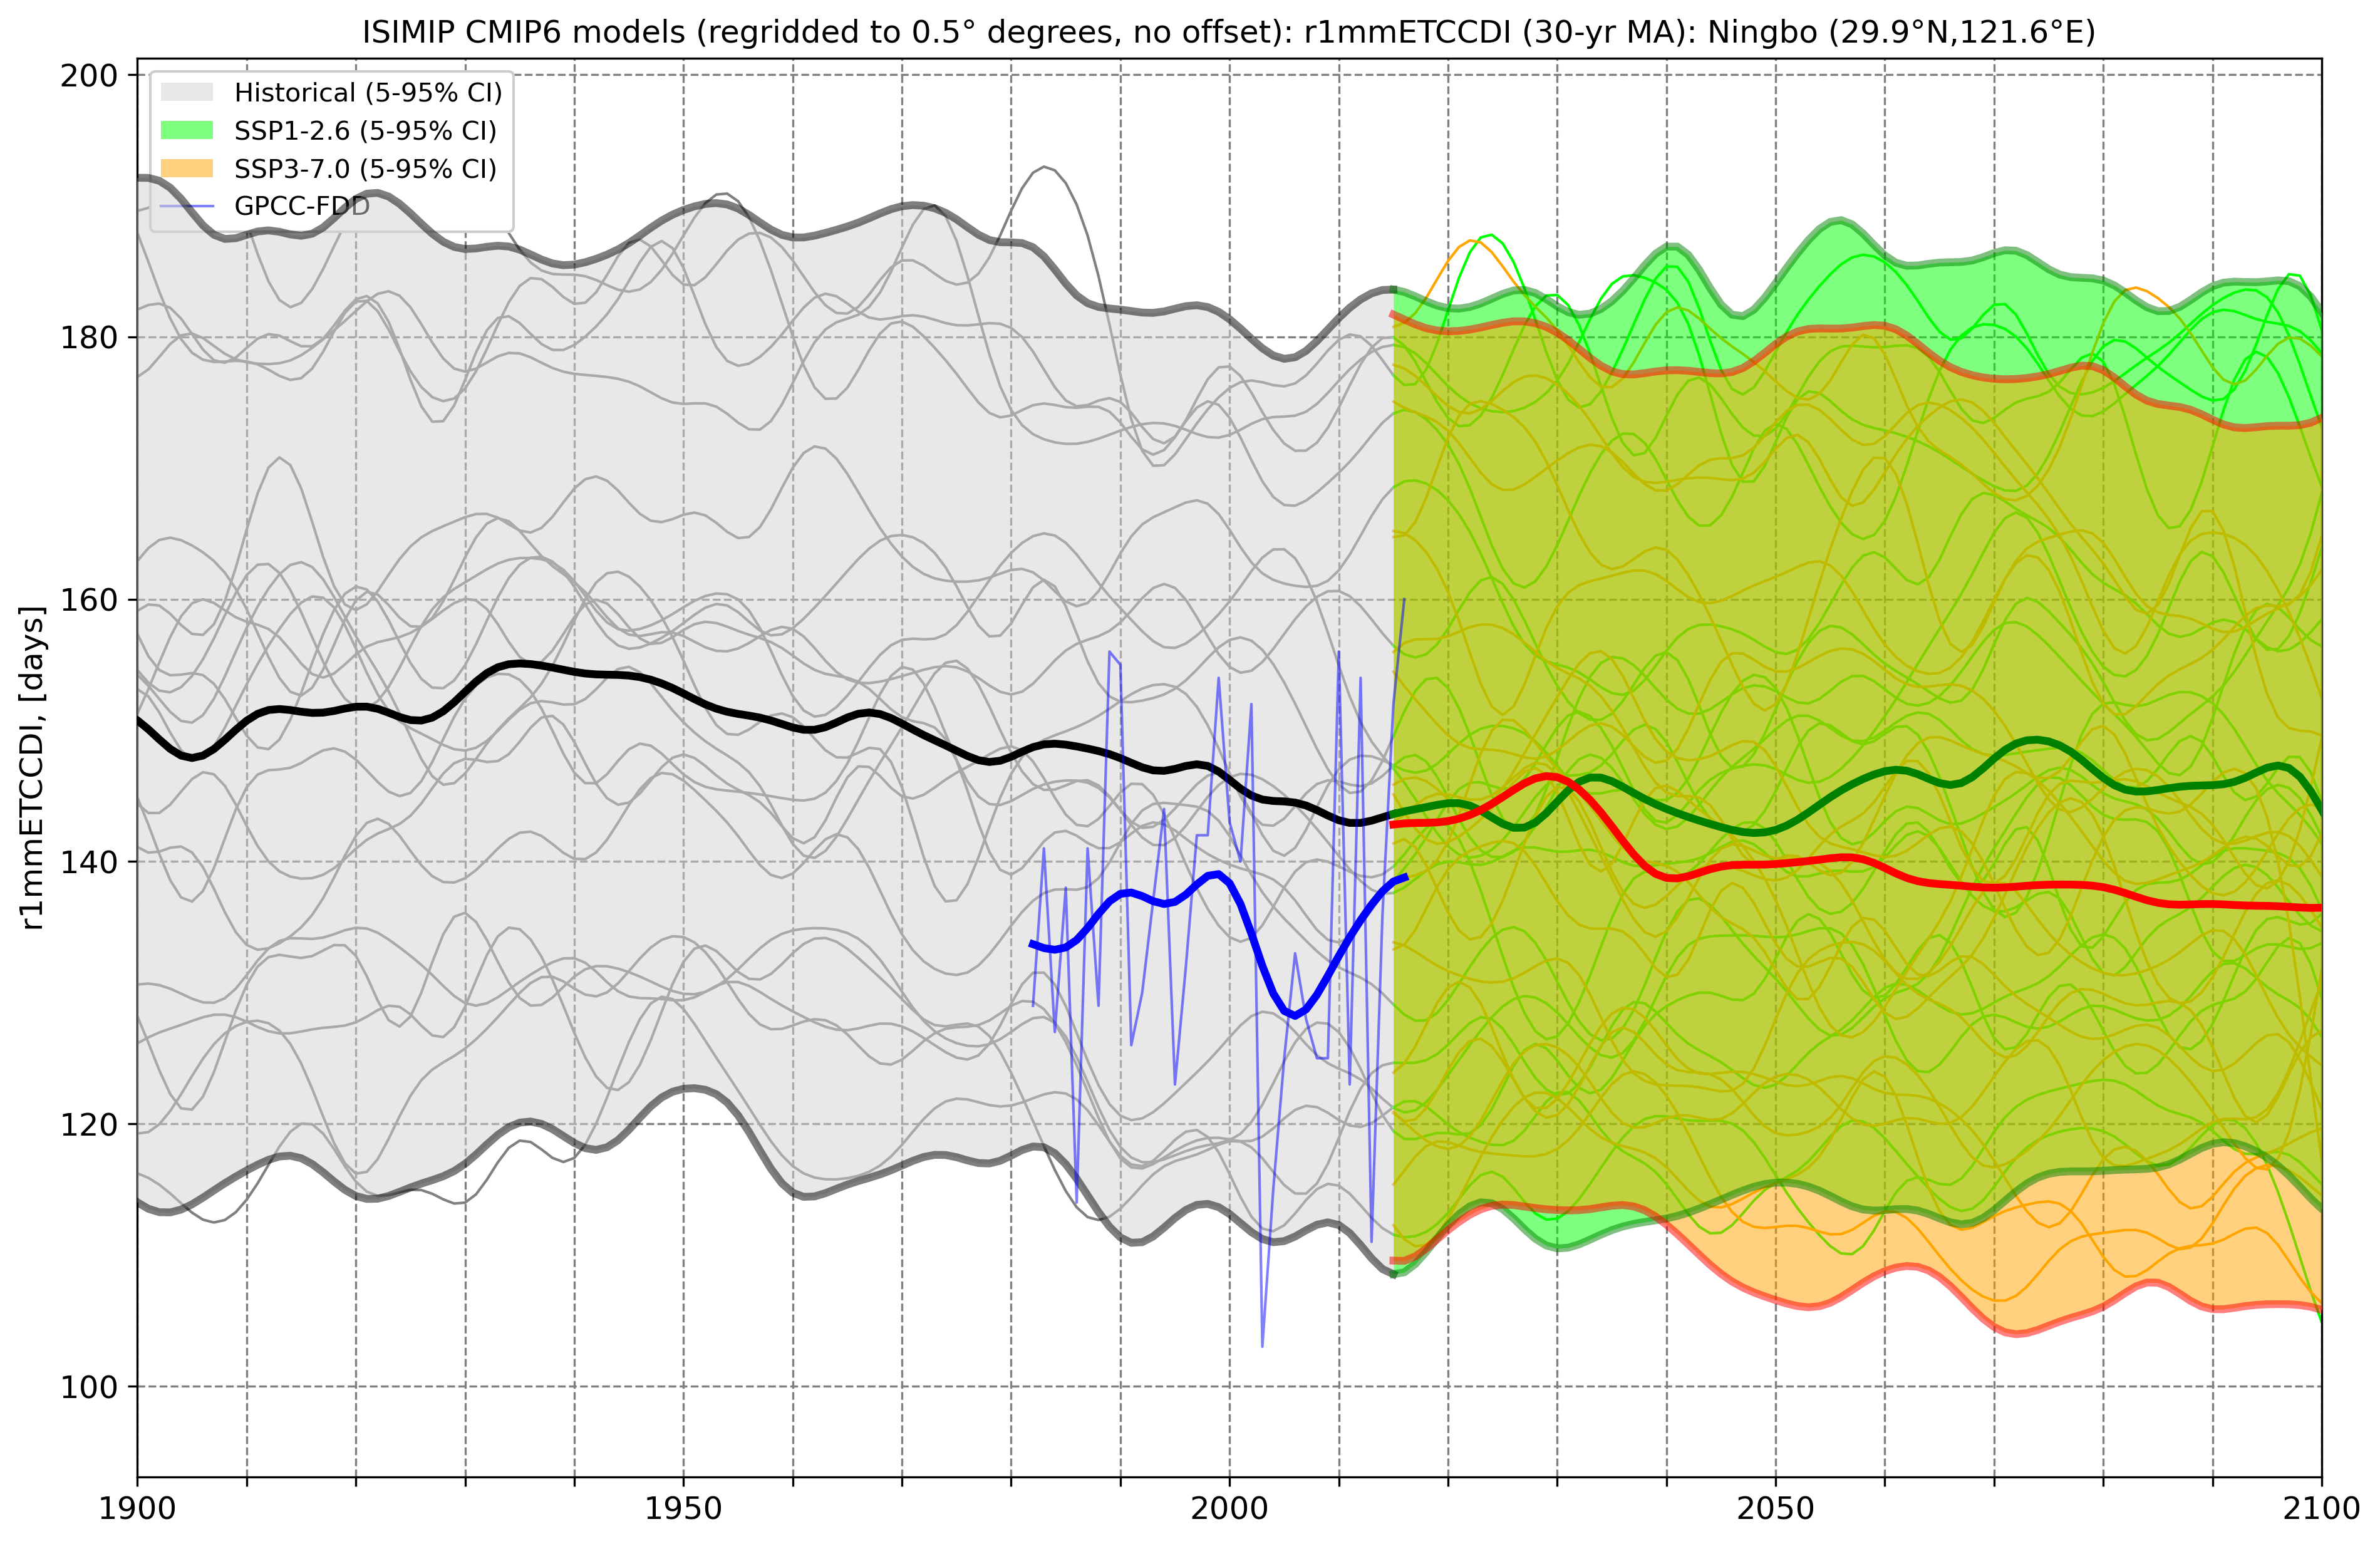 ISIMIP CMIP6 models (regridded to 0.5° degrees, no offset): r1mmETCCDI (30-yr MA): Ningbo (29.9°N,121.6°E)
Historical (5-95% CI)
SSP1-2.6 (5-95% CI)
SSP3-7.0 (5-95% CI)
GPCC-FDD
r1mmETCCDI, [days]
200
180
160
140
120
100
1900
1950
2000
2050
2100